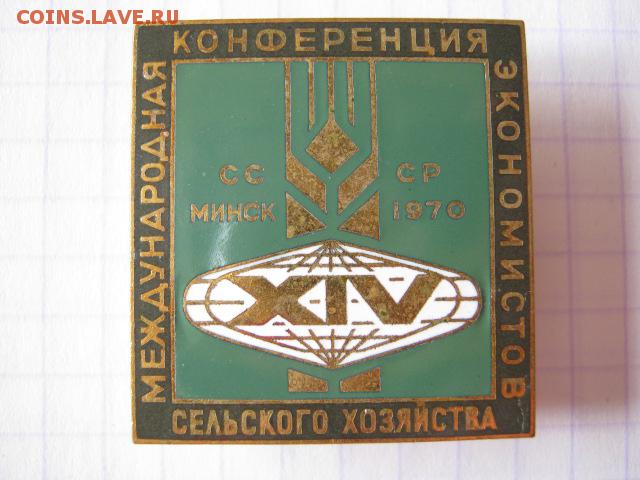 COINS.LAVE.RU
МЕЖДУНАРОДНАЯ
КОНФЕРЕНЦИЯ
ЭКОНОМИСТОВ
СЕЛЬСКОГО ХОЗЯЙСТВА
СС СР
МИНСК 1970
XIV